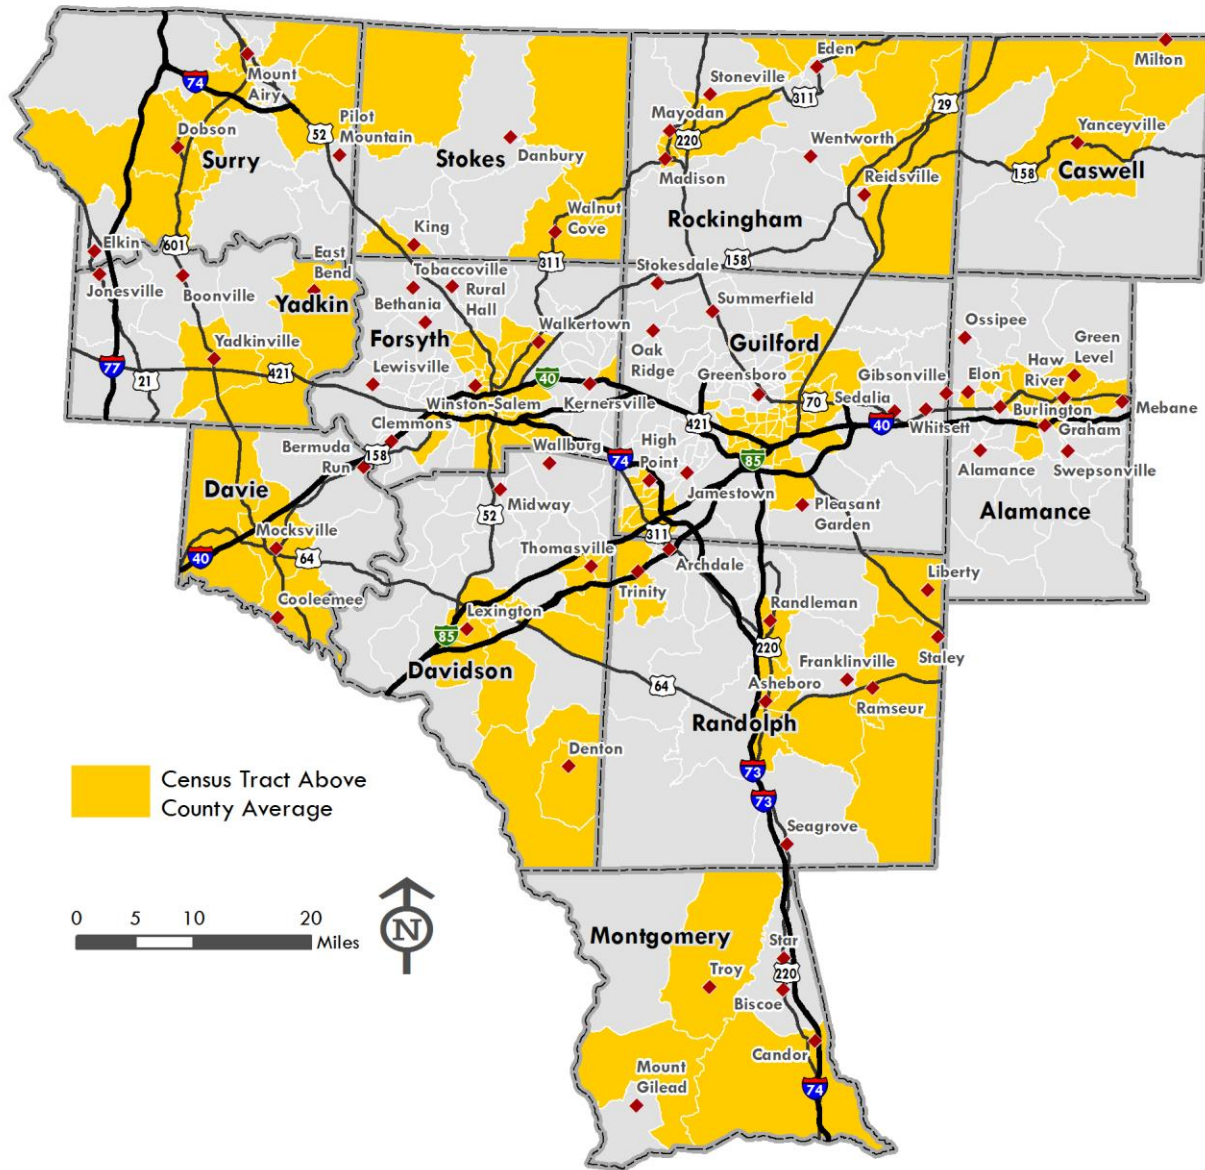 Milton
Eden
74
Mount
Airy
Stoneville
311
29
Pilot
Mountain
52
Mayodan
220
Dobson
Surry
Stokes
Danbury
Wentworth
Yanceyville
Madison
158
Caswell
Reidsville
Walnut
Cove
Rockingham
King
Elkin
601
East
Bend
311
158
Jonesville
Boonville
Yadkin
Tobaccoville
Rural
Hall
Bethania
Stokesdale
Summerfield
Forsyth
Walkertown
Guilford
Ossipee
Green
Level
Yadkinville
Oak
Ridge
Haw
River
77
21
421
Lewisville
40
Greensboro
Gibsonville
Elon
Winston-Salem
Kernersville
70
Sedalia
Burlington
Mebane
421
40
Whitsett
Graham
Clemmons
Bermuda
Run
158
Wallburg
74
High
Point
85
Alamance
Swepsonville
Davie
Midway
Jamestown
Pleasant
Garden
Alamance
52
Mocksville
311
40
64
Thomasville
Archdale
Trinity
Liberty
Cooleemee
Lexington
Randleman
85
220
Staley
Davidson
Franklinville
64
Asheboro
Ramseur
Randolph
Denton
73
Census Tract Above
County Average
73
Seagrove
0 5 10 20
Miles
N
Montgomery
Star
Troy
220
Biscoe
Candor
Mount
Gilead
74